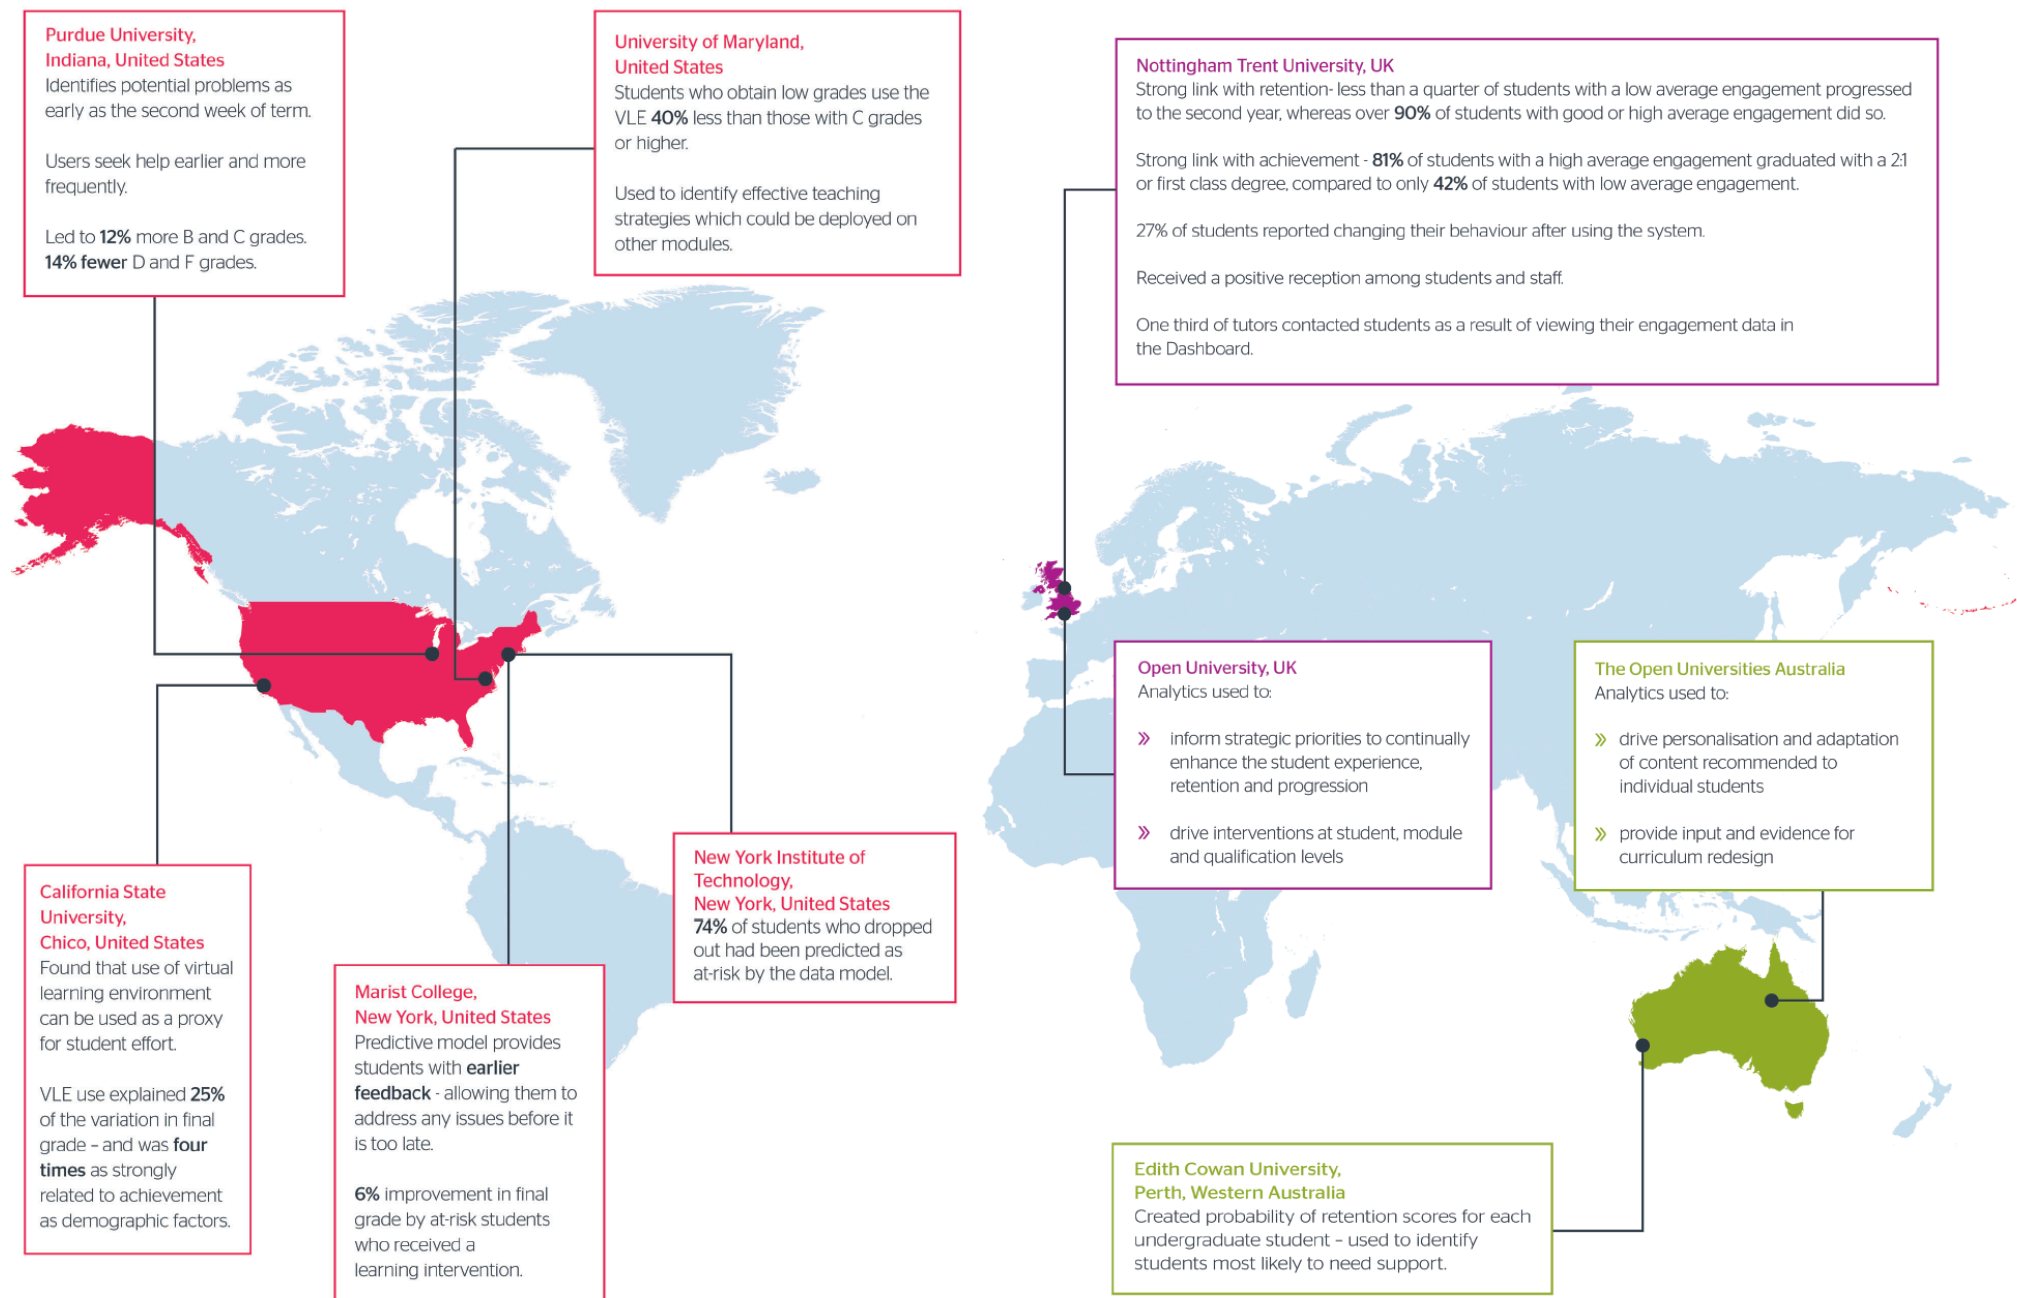 Purdue University,
Indiana, United States
Identifies potential problems as
early as the second week of term.
Users seek help earlier and more
frequently.
Led to 12% more B and C grades.
14% fewer D and F grades.
University of Maryland,
United States
Students who obtain low grades use the
VLE 40% less than those with C grades
or higher.
Used to identify effective teaching
strategies which could be deployed on
other modules.
Nottingham Trent University, UK
Strong link with retention- less than a quarter of students with a low average engagement progressed
to the second year, whereas over 90% of students with good or high average engagement did so.
Strong link with achievement - 81% of students with a high average engagement graduated with a 2:1
or first class degree, compared to only 42% of students with low average engagement.
27% of students reported changing their behaviour after using the system.
Received a positive reception among students and staff.
One third of tutors contacted students as a result of viewing their engagement data in
the Dashboard.
Open University, UK
Analytics used to:
» inform strategic priorities to continually
enhance the student experience,
retention and progression
» drive interventions at student, module
and qualification levels
The Open Universities Australia
Analytics used to:
» drive personalisation and adaptation
of content recommended to
individual students
» provide input and evidence for
curriculum redesign
California State
University,
Chico, United States
Found that use of virtual
learning environment
can be used as a proxy
for student effort.
VLE use explained 25%
of the variation in final
grade – and was four
times as strongly
related to achievement
as demographic factors.
Marist College,
New York, United States
Predictive model provides
students with earlier
feedback - allowing them to
address any issues before it
is too late.
6% improvement in final
grade by at-risk students
who received a
learning intervention.
New York Institute of
Technology,
New York, United States
74% of students who dropped
out had been predicted as
at-risk by the data model.
Edith Cowan University,
Perth, Western Australia
Created probability of retention scores for each
undergraduate student – used to identify
students most likely to need support.